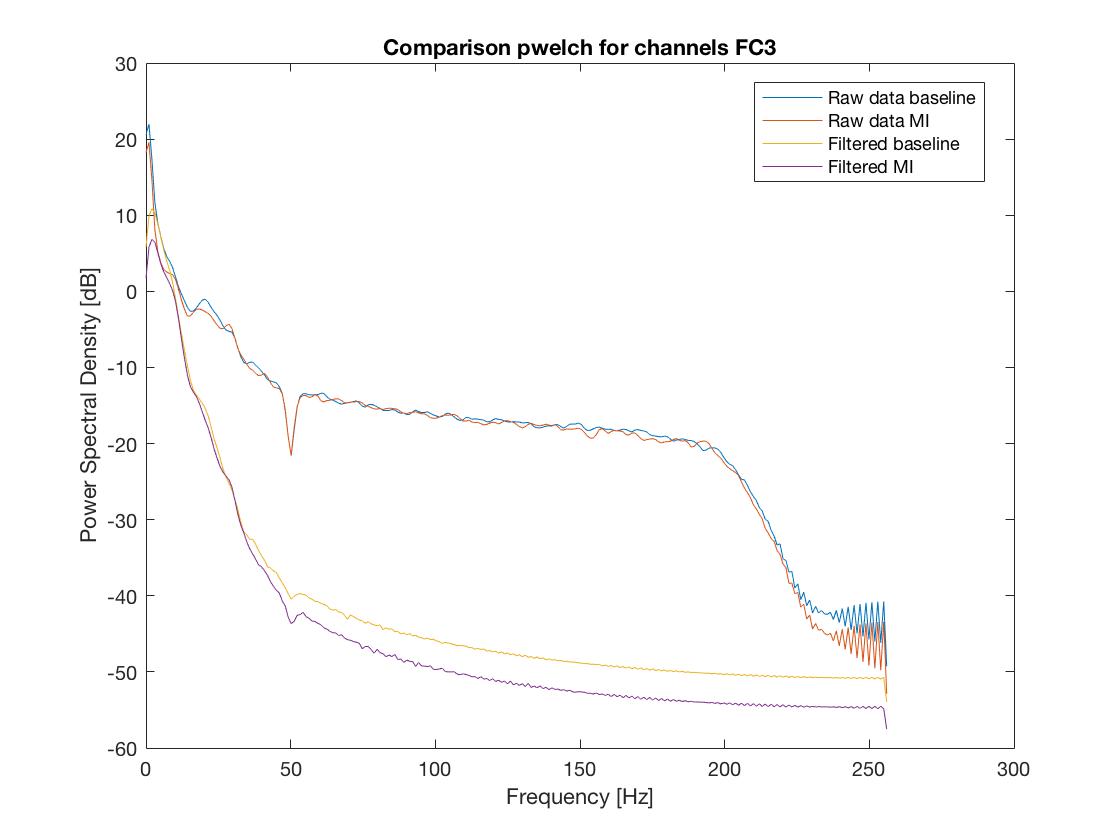 Comparison pwelch for channels FC3
Raw data baseline
Raw data MI
Filtered baseline
Filtered MI
Power Spectral Density [dB]
30
20
10
0
-10
-20
-30
-40
-50
-60
0 50 100 150 200 250 300
Frequency [Hz]